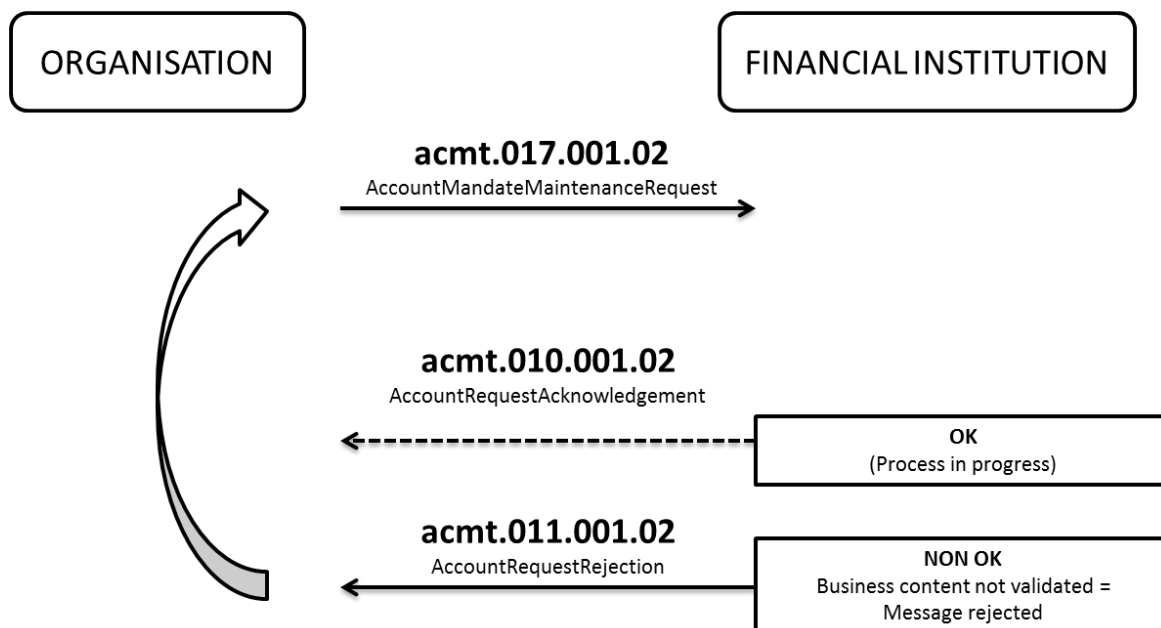 ORGANISATION
FINANCIAL INSTITUTION
acmt.017.001.02
AccountMandateMaintenanceRequest
acmt.010.001.02
AccountRequestAcknowledgement
OK
(Process in progress)
acmt.011.001.02
AccountRequestRejection
NON OK
Business content not validated =
Message rejected